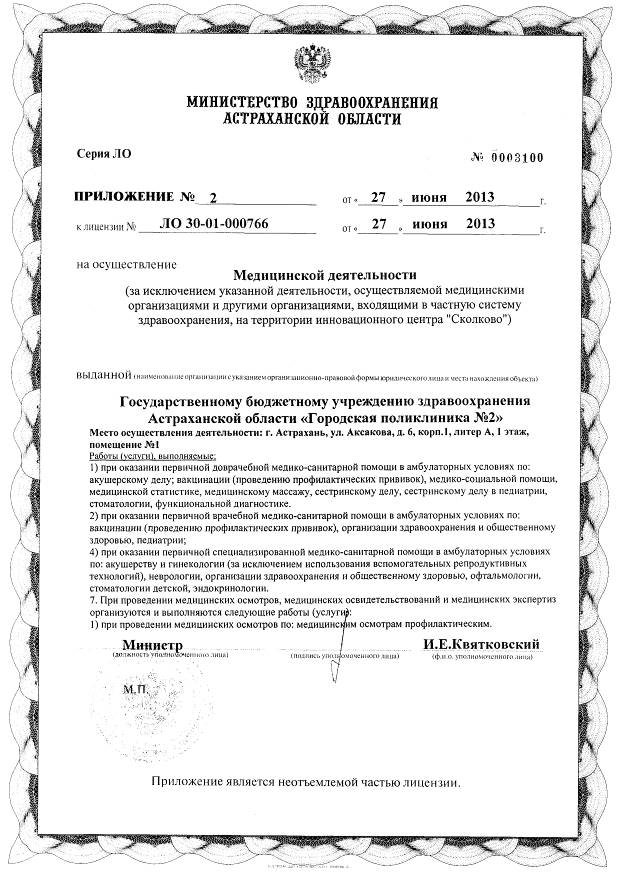 МИНИСТЕРСТВО ЗДРАВООХРАНЕНИЯ
АСТРАХАНСКОЙ ОБЛАСТИ
Серия ЛО
№ 0003100
ПРИЛОЖЕНИЕ № 2 от « 27 » июня 2013 г.
к лицензии № ЛО 30-01-000766 от « 27 » июня 2013 г.
на осуществление
Медицинской деятельности
(за исключением указанной деятельности, осуществляемой медицинскими
организациями и другими организациями, входящими в частную систему
здравоохранения, на территории инновационного центра "Сколково")
выданной (наименование организации с указанием организационно-правовой формы юридического лица и места нахождения объекта)
Государственному бюджетному учреждению здравоохранения
Астраханской области «Городская поликлиника №2»
Место осуществления деятельности: г. Астрахань, ул. Аксакова, д. 6, корп.1, литер А, 1 этаж,
помещение №1
Работы (услуги), выполняемые:
1) при оказании первичной доврачебной медико-санитарной помощи в амбулаторных условиях по:
акушерскому делу; вакцинации (проведению профилактических прививок), медико-социальной помощи,
медицинской статистике, медицинскому массажу, сестринскому делу, сестринскому делу в педиатрии,
стоматологии, функциональной диагностике.
2) при оказании первичной врачебной медико-санитарной помощи в амбулаторных условиях по:
вакцинации (проведению профилактических прививок), организации здравоохранения и общественному
здоровью, педиатрии;
4) при оказании первичной специализированной медико-санитарной помощи в амбулаторных условиях
по: акушерству и гинекологии (за исключением использования вспомогательных репродуктивных
технологий), неврологии, организации здравоохранения и общественному здоровью, офтальмологии,
стоматологии детской, эндокринологии.
7. При проведении медицинских осмотров, медицинских освидетельствований и медицинских экспертиз
организуются и выполняются следующие работы (услуги):
1) при проведении медицинских осмотров по: медицинским осмотрам профилактическим.
Министр И.Е.Квятковский
(должность уполномоченного лица) (подпись уполномоченного лица) (ф.и.о. уполномоченного лица)
М.П.
Приложение является неотъемлемой частью лицензии.